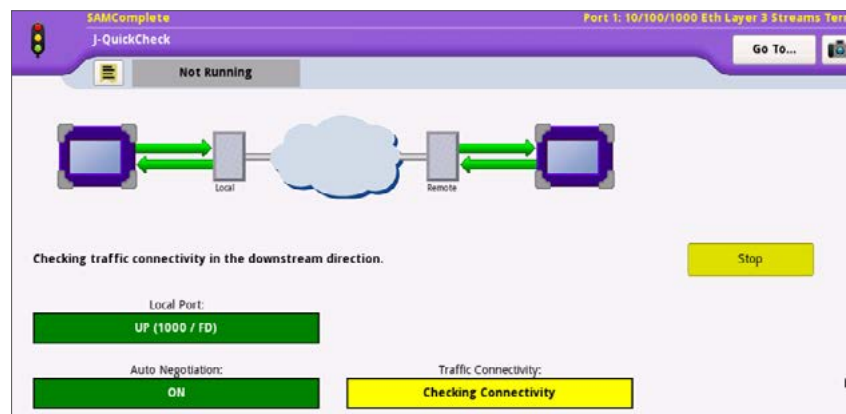 SAMComplete
Port 1: 10/100/1000 Eth Layer 3 Streams
J-QuickCheck
Go To...
Not Running
Local
Remote
Checking traffic connectivity in the downstream direction.
Stop
Local Port:
UP (1000 / FD)
Auto Negotiation:
Traffic Connectivity:
ON
Checking Connectivity